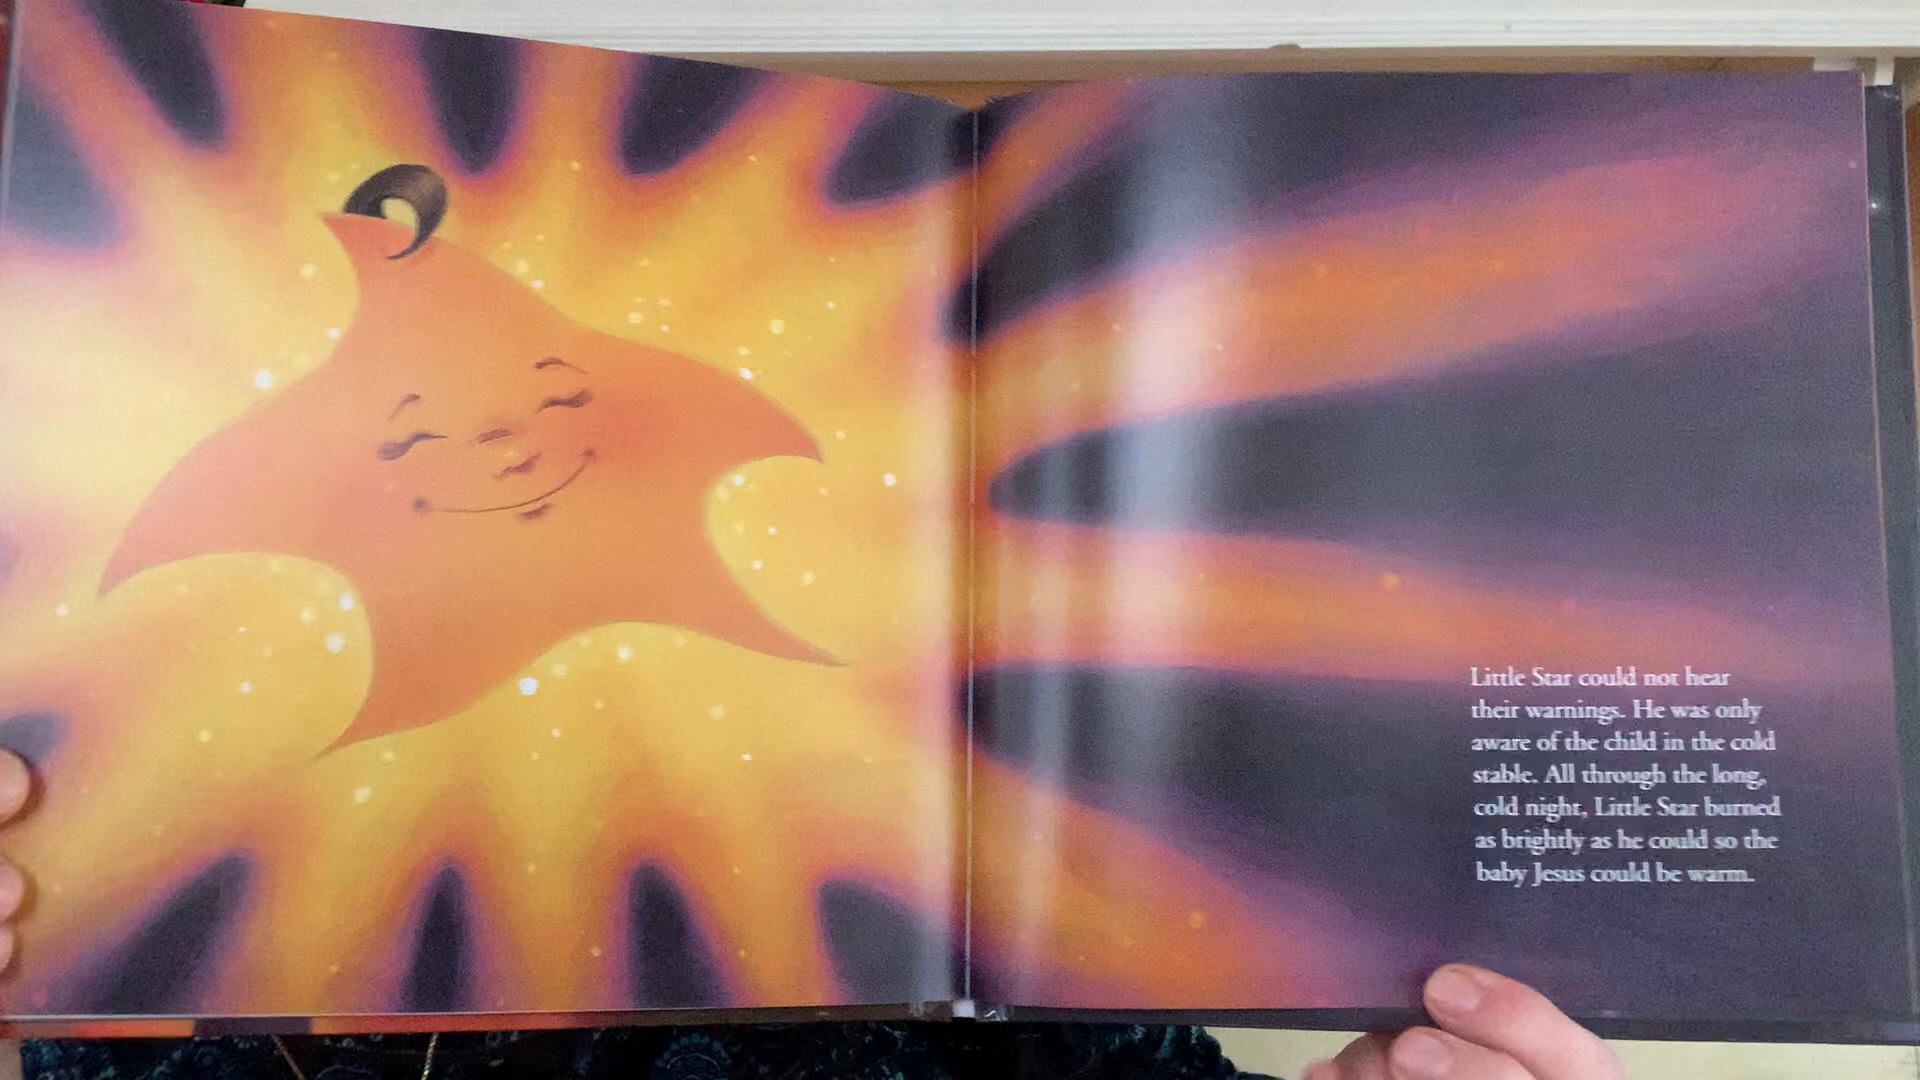 Little Star could not hear
their warnings. He was only
aware of the child in the cold
stable. All through the long,
cold night, Little Star burned
as brightly as he could so the
baby Jesus could be warm.